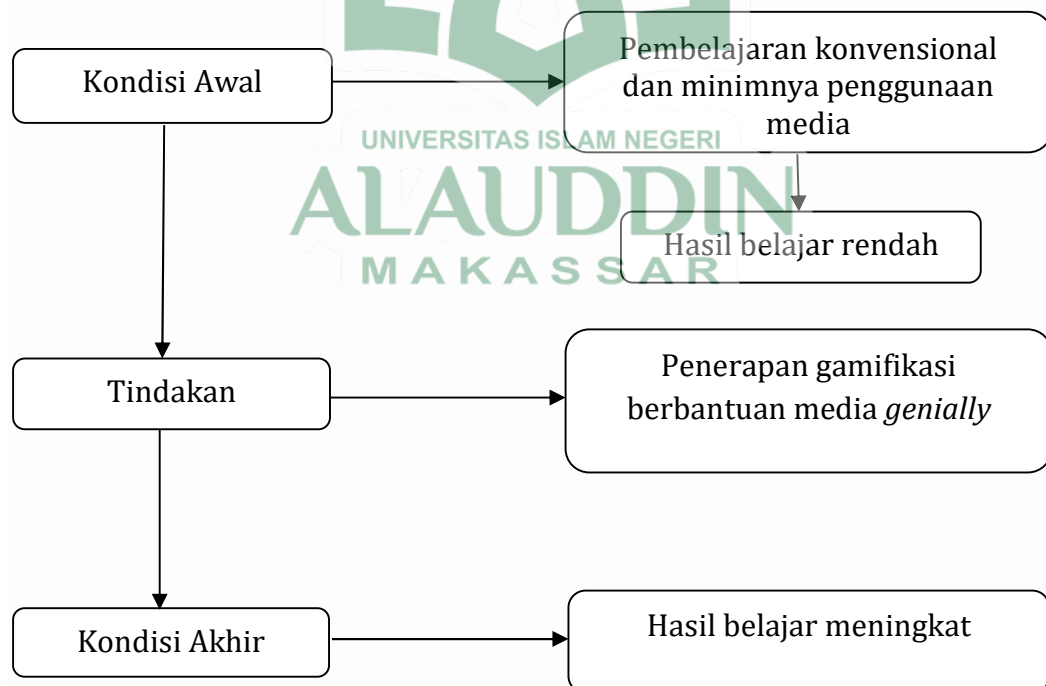 Kondisi Awal
Pembelajaran konvensional
dan minimnya penggunaan
media
UNIVERSITAS ISLAM NEGERI
ALAUDDIN
MAKASSAR
Hasil belajar rendah
Tindakan
Penerapan gamifikasi
berbantuan media genially
Kondisi Akhir
Hasil belajar meningkat